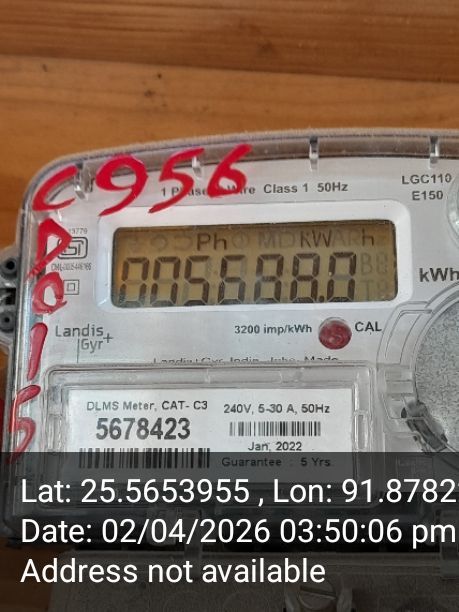 C956
1 Phase 2 Wire Class 1 50Hz
LGC110
E150
Ph
KWh
005688.0
kWh
Landis
Gyr+
3200 imp/kWh
CAL
DLMS Meter, CAT- C3
240V, 5-30 A, 50Hz
5678423
Jan, 2022
Guarantee : 5 Yrs.
Lat: 25.5653955 , Lon: 91.8782
Date: 02/04/2026 03:50:06 pm
Address not available